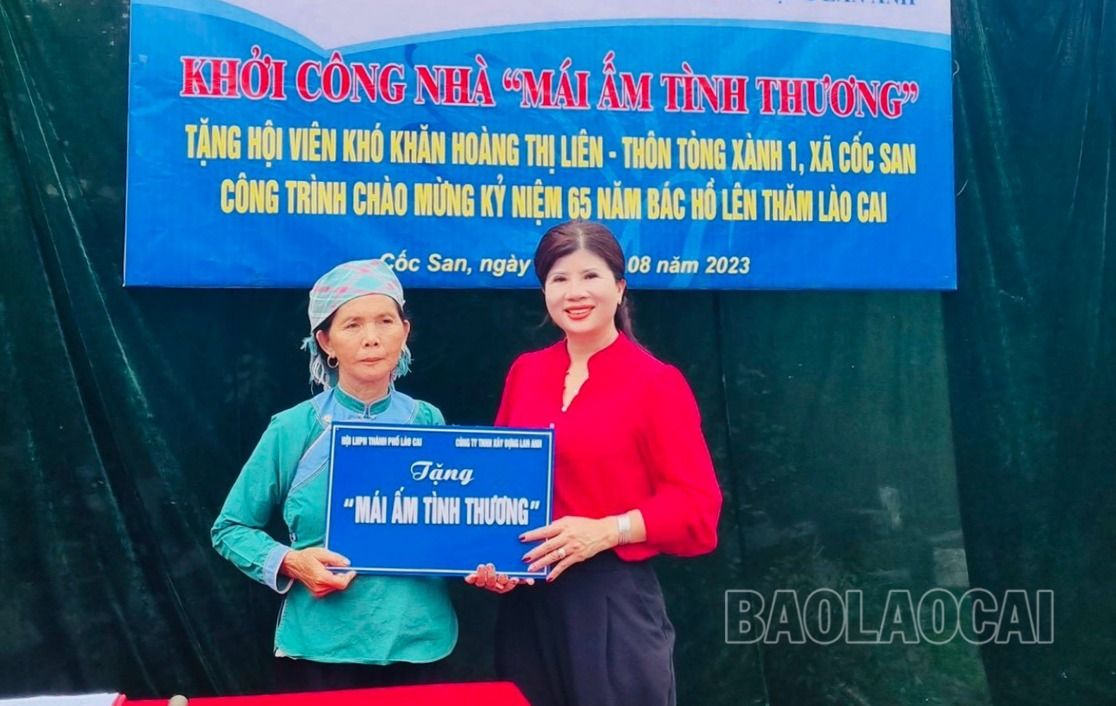 KHỞI CÔNG NHÀ “MÁI ẤM TÌNH THƯƠNG”
TẶNG HỘI VIÊN KHÓ KHĂN HOÀNG THỊ LIÊN - THÔN TÒNG XÀNH 1, XÃ CỐC SAN
CÔNG TRÌNH CHÀO MỪNG KỶ NIỆM 65 NĂM BÁC HỒ LÊN THĂM LÀO CAI
Cốc San, ngày 08 năm 2023
HỘI LHPN THÀNH PHỐ LÀO CAI CÔNG TY TNHH XÂY DỰNG LAN ANH
Tặng
“MÁI ẤM TÌNH THƯƠNG”
BAOLAOCAI